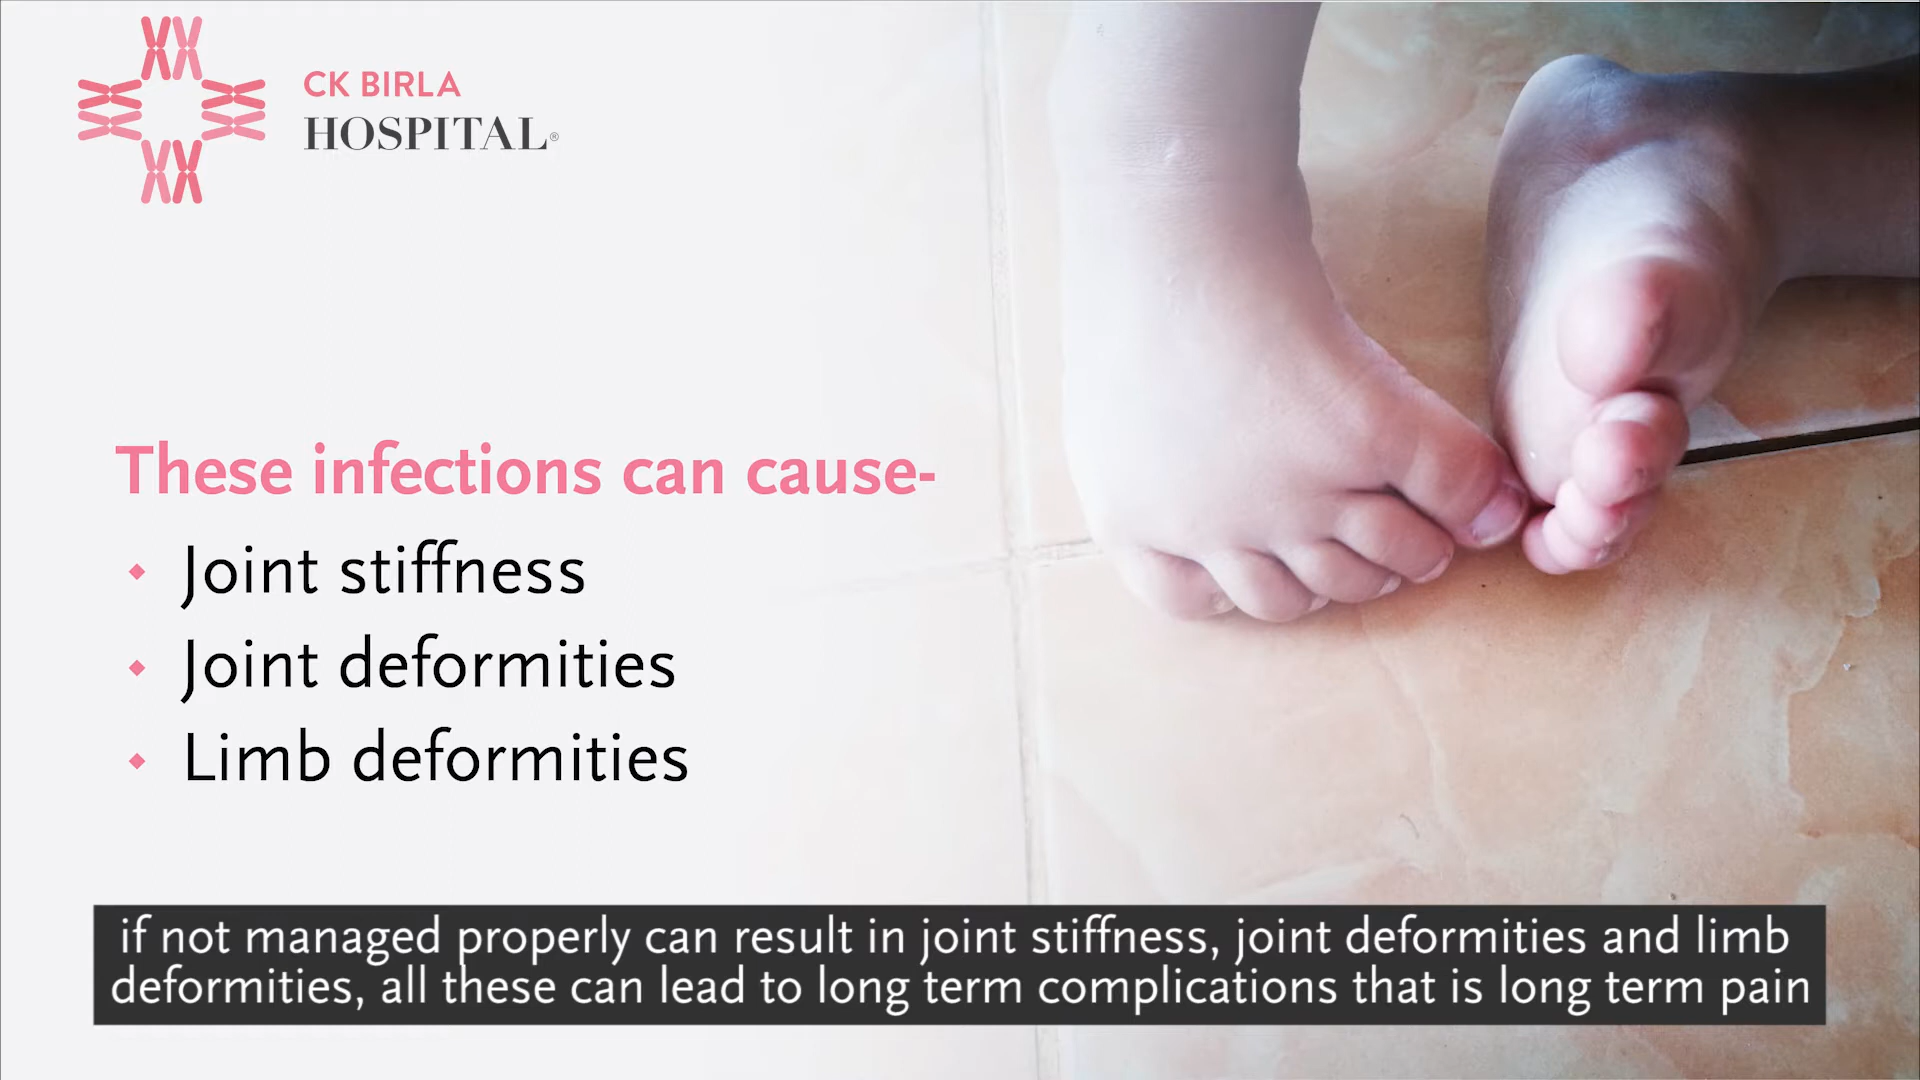 CK BIRLA
HOSPITAL®
These infections can cause-
• Joint stiffness
• Joint deformities
• Limb deformities
if not managed properly can result in joint stiffness, joint deformities and limb
deformities, all these can lead to long term complications that is long term pain